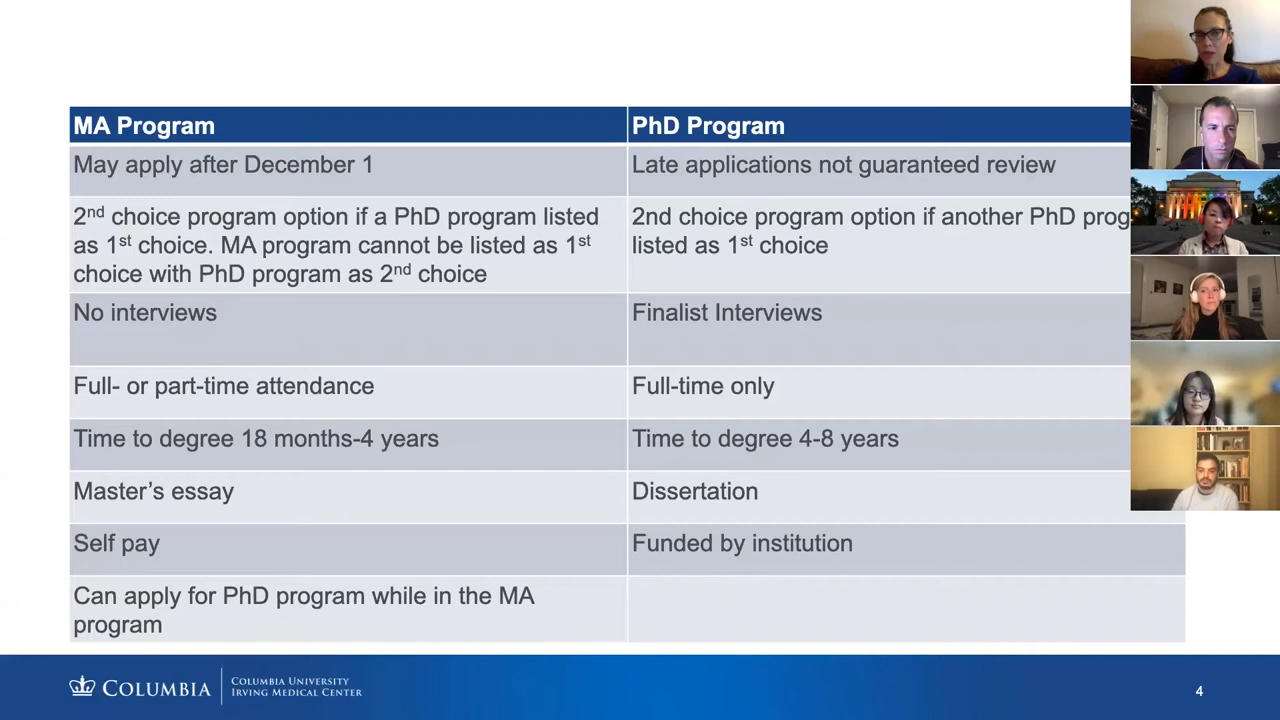 MA Program
PhD Program
May apply after December 1
Late applications not guaranteed review
2nd choice program option if a PhD program listed
as 1st choice. MA program cannot be listed as 1st
choice with PhD program as 2nd choice
2nd choice program option if another PhD prog
listed as 1st choice
No interviews
Finalist Interviews
Full- or part-time attendance
Full-time only
Time to degree 18 months-4 years
Time to degree 4-8 years
Master’s essay
Dissertation
Self pay
Funded by institution
Can apply for PhD program while in the MA
program
COLUMBIA
COLUMBIA UNIVERSITY
IRVING MEDICAL CENTER
4